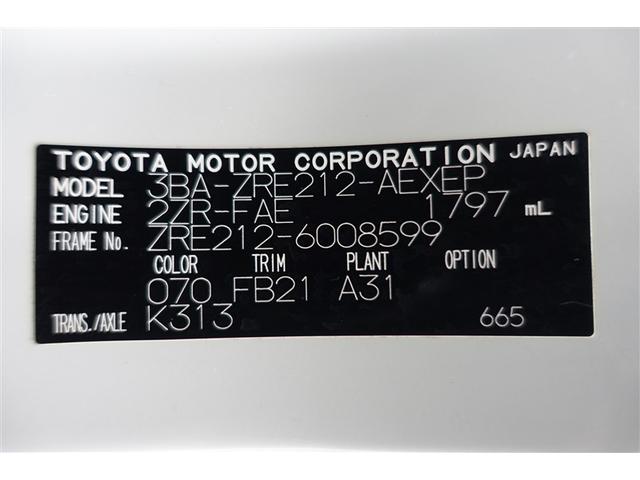 TOYOTA MOTOR CORPORATION JAPAN
MODEL 3BA-ZRE212-AEXEP
ENGINE 2ZR-FAE 1797 mL
FRAME No. ZRE212-6008599
COLOR TRIM PLANT OPTION
070 FB21 A31
TRANS./AXLE K313 665